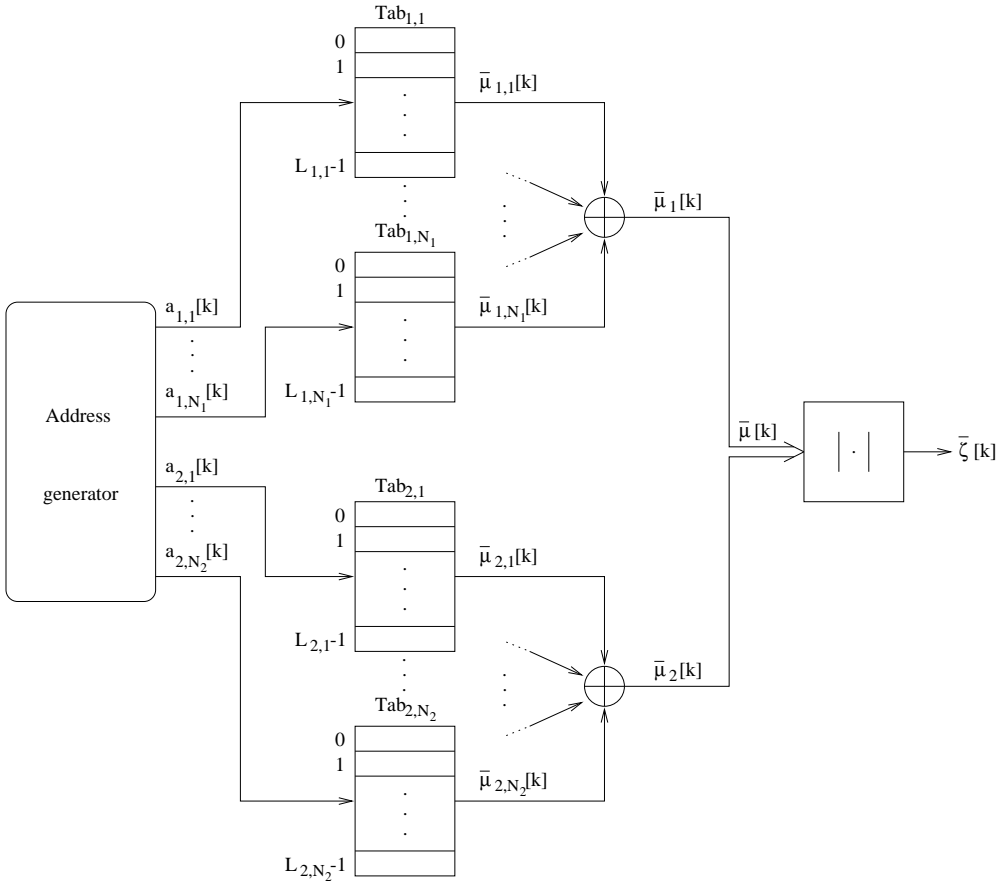 Tab1,1
0
1
L1,1-1
μ̄1,1[k]
Tab1,N1
0
1
L1,N1-1
μ̄1,N1[k]
μ̄1[k]
Address
generator
a1,1[k]
a1,N1[k]
a2,1[k]
a2,N2[k]
μ̄[k]
| · |
ζ̄[k]
Tab2,1
0
1
L2,1-1
μ̄2,1[k]
Tab2,N2
0
1
L2,N2-1
μ̄2,N2[k]
μ̄2[k]